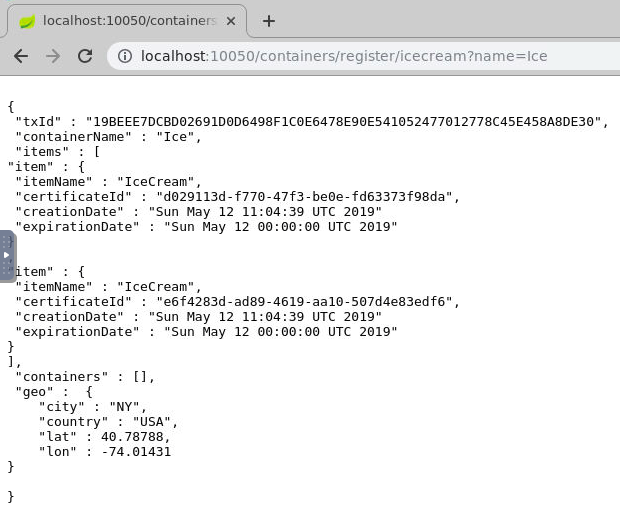 localhost:10050/containers
localhost:10050/containers/register/icecream?name=Ice
{
"txId" : "19BEEE7DCBD02691D0D6498F1C0E6478E90E541052477012778C45E458A8DE30",
"containerName" : "Ice",
"items" : [
"item" : {
"itemName" : "IceCream",
"certificateId" : "d029113d-f770-47f3-be0e-fd63373f98da",
"creationDate" : "Sun May 12 11:04:39 UTC 2019"
"expirationDate" : "Sun May 12 00:00:00 UTC 2019"
item" : {
"itemName" : "IceCream",
"certificateId" : "e6f4283d-ad89-4619-aa10-507d4e83edf6",
"creationDate" : "Sun May 12 11:04:39 UTC 2019"
"expirationDate" : "Sun May 12 00:00:00 UTC 2019"
}
],
"containers" : [],
"geo" :  {
"city" : "NY",
"country" : "USA",
"lat" : 40.78788,
"lon" : -74.01431
}
}